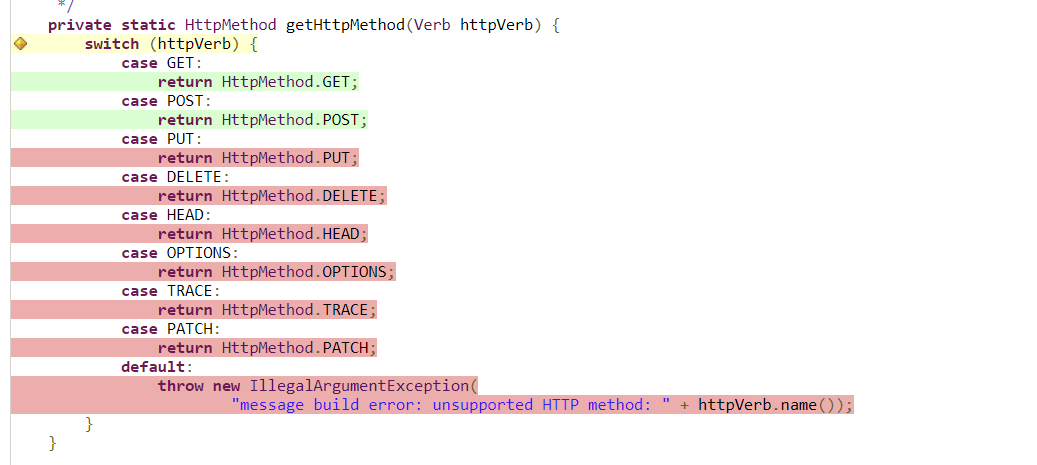 */
private static HttpMethod getHttpMethod(Verb httpVerb) {
switch (httpVerb) {
case GET:
return HttpMethod.GET;
case POST:
return HttpMethod.POST;
case PUT:
return HttpMethod.PUT;
case DELETE:
return HttpMethod.DELETE;
case HEAD:
return HttpMethod.HEAD;
case OPTIONS:
return HttpMethod.OPTIONS;
case TRACE:
return HttpMethod.TRACE;
case PATCH:
return HttpMethod.PATCH;
default:
throw new IllegalArgumentException(
"message build error: unsupported HTTP method: " + httpVerb.name());
}
}